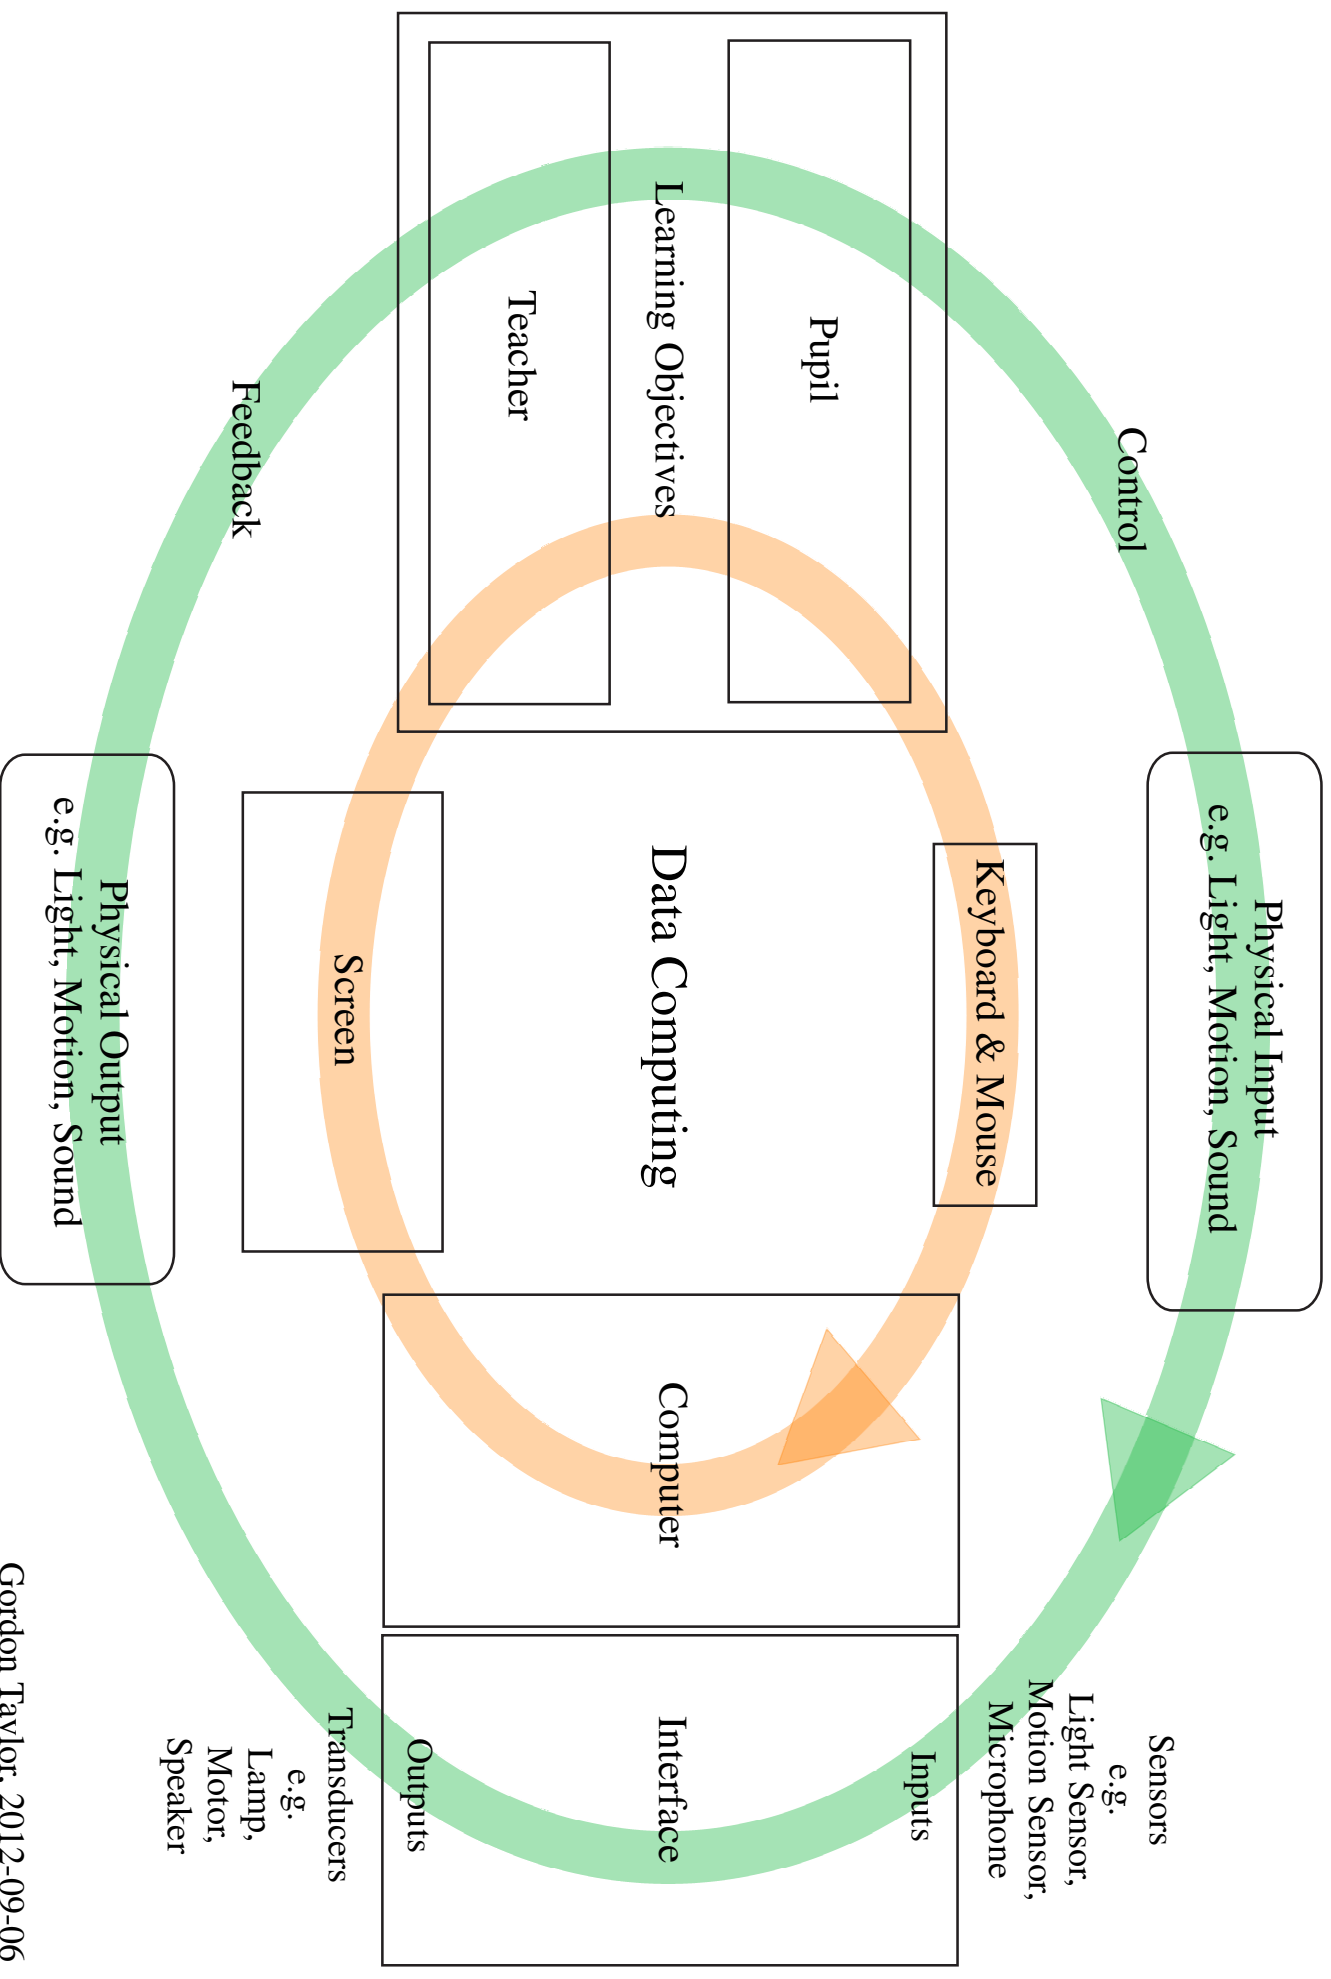 Physical Input
e.g. Light, Motion, Sound
Control
Sensors
e.g.
Light Sensor,
Motion Sensor,
Microphone
Keyboard & Mouse
Pupil
Inputs
Learning Objectives
Data Computing
Computer
Interface
Teacher
Outputs
Screen
Transducers
e.g.
Lamp,
Motor,
Speaker
Feedback
Physical Output
e.g. Light, Motion, Sound
Gordon Taylor, 2012-09-06